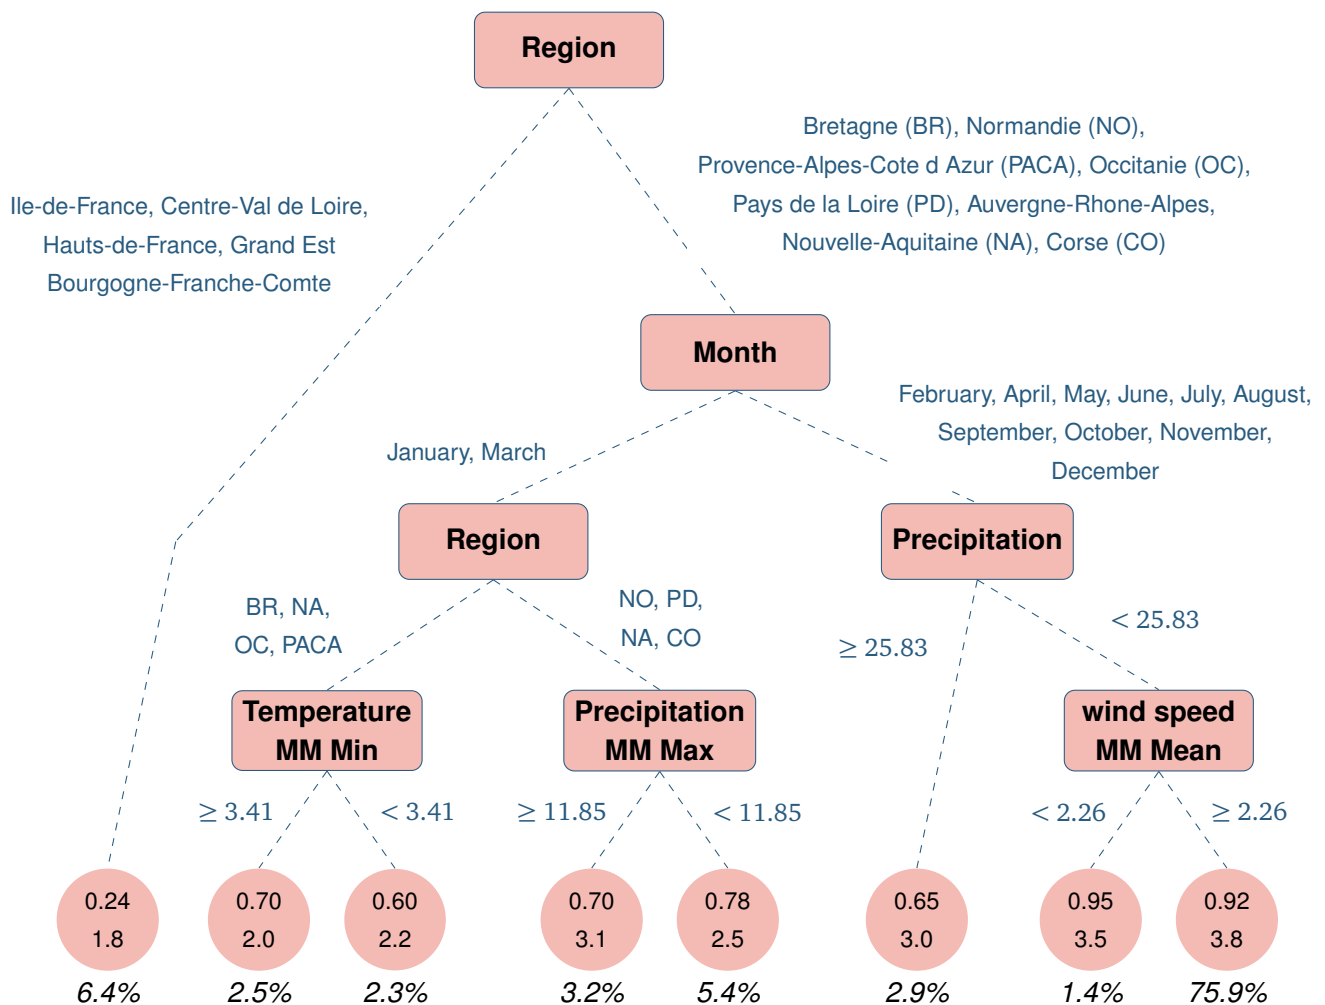 Region
Bretagne (BR), Normandie (NO),
Provence-Alpes-Cote d Azur (PACA), Occitanie (OC),
Pays de la Loire (PD), Auvergne-Rhone-Alpes,
Nouvelle-Aquitaine (NA), Corse (CO)
Ile-de-France, Centre-Val de Loire,
Hauts-de-France, Grand Est
Bourgogne-Franche-Comte
Month
February, April, May, June, July, August,
September, October, November,
December
January, March
Region
Precipitation
BR, NA,
OC, PACA
NO, PD,
NA, CO
≥ 25.83
< 25.83
Temperature
MM Min
Precipitation
MM Max
wind speed
MM Mean
≥ 3.41
< 3.41
≥ 11.85
< 11.85
< 2.26
≥ 2.26
0.24
1.8
6.4%
0.70
2.0
2.5%
0.60
2.2
2.3%
0.70
3.1
3.2%
0.78
2.5
5.4%
0.65
3.0
2.9%
0.95
3.5
1.4%
0.92
3.8
75.9%